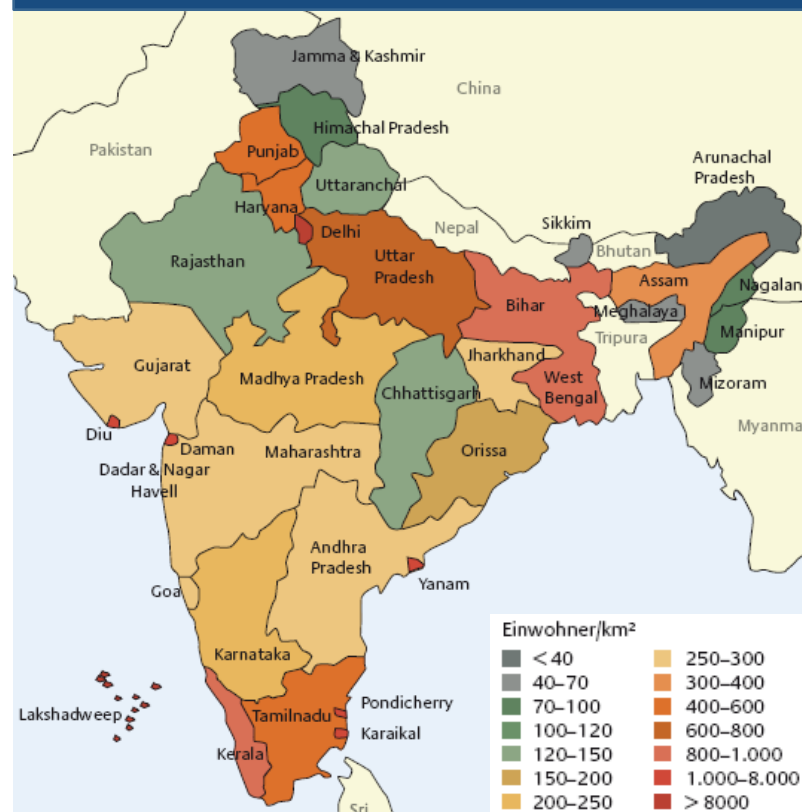 Jamma & Kashmir
China
Himachal Pradesh
Pakistan
Punjab
Arunachal
Pradesh
Uttaranchal
Haryana
Sikkim
Nepal
Delhi
Bhutan
Uttar
Pradesh
Rajasthan
Assam
Nagalan
Bihar
Meghalaya
Manipur
Tripura
Jharkhand
Gujarat
Madhya Pradesh
Chhattisgarh
West
Bengal
Mizoram
Myanma
Diu
Daman
Maharashtra
Orissa
Dadar & Nagar
Havell
Andhra
Pradesh
Yanam
Goa
Karnataka
Lakshadweep
Tamilnadu
Pondicherry
Karaikal
Kerala
Sri
Einwohner/km²
< 40
40–70
70–100
100–120
120–150
150–200
200–250
250–300
300–400
400–600
600–800
800–1.000
1.000–8.000
> 8000